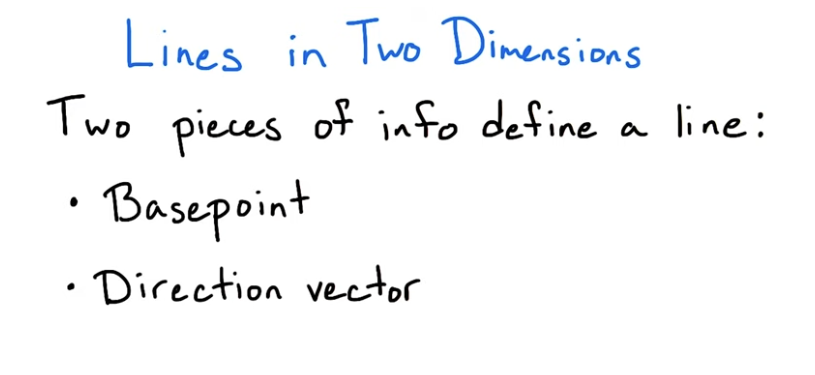 Lines in Two Dimensions
Two pieces of info define a line:
• Basepoint
• Direction vector